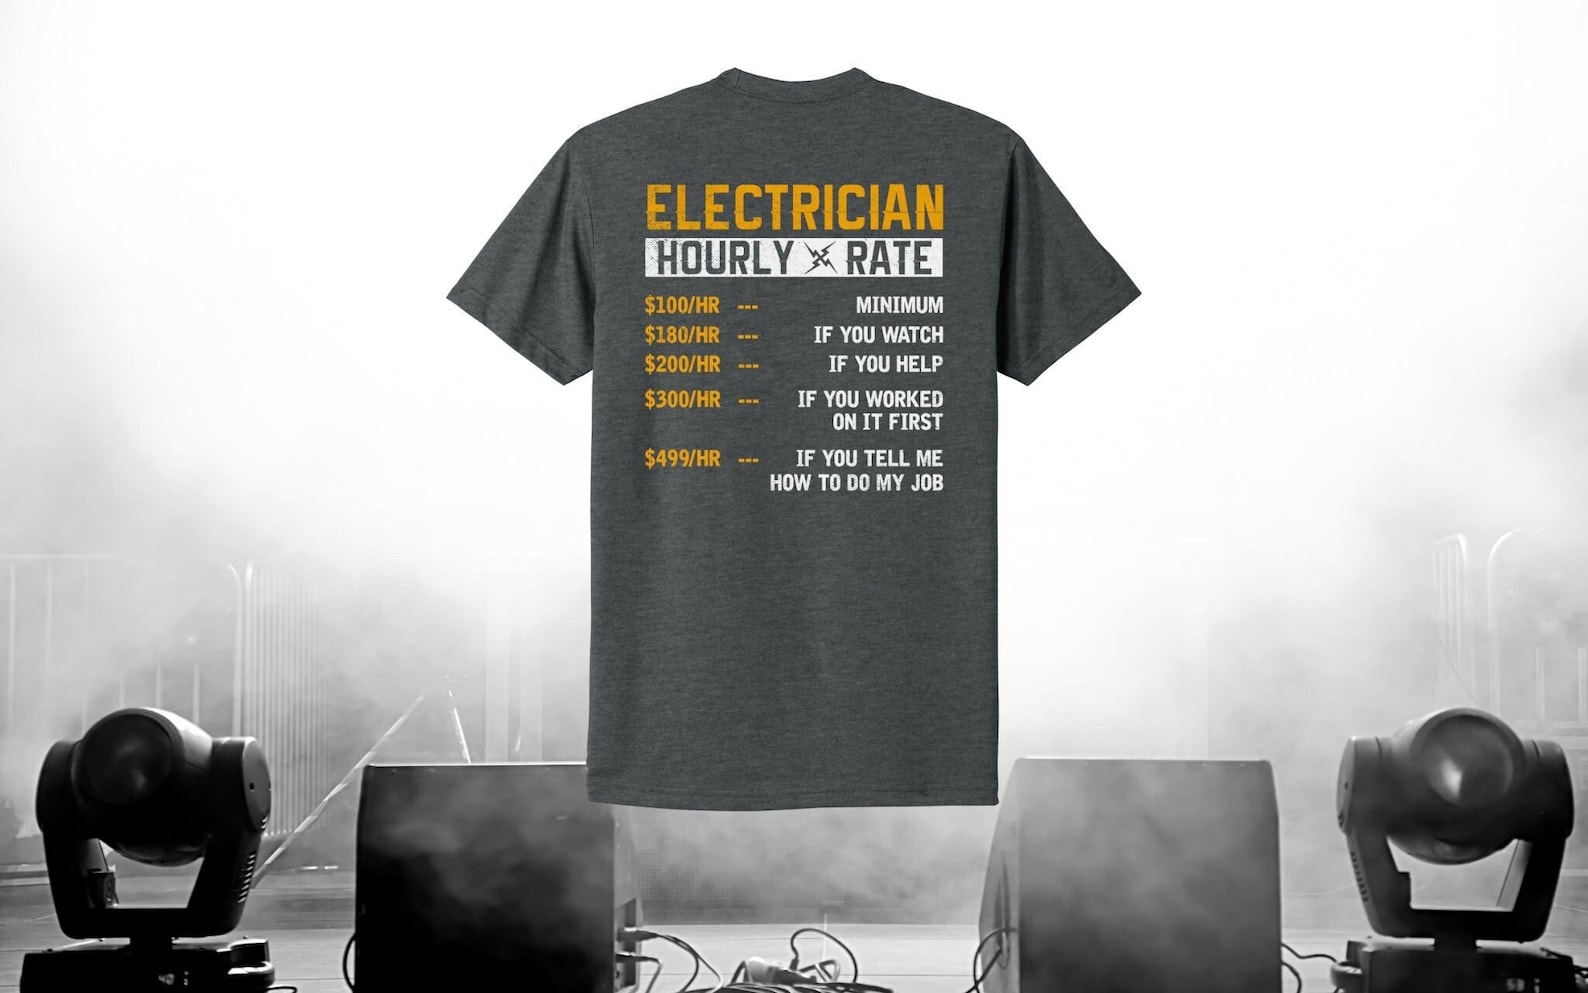 ELECTRICIAN
HOURLY RATE
$100/HR --- MINIMUM
$180/HR --- IF YOU WATCH
$200/HR --- IF YOU HELP
$300/HR --- IF YOU WORKED
ON IT FIRST
$499/HR --- IF YOU TELL ME
HOW TO DO MY JOB